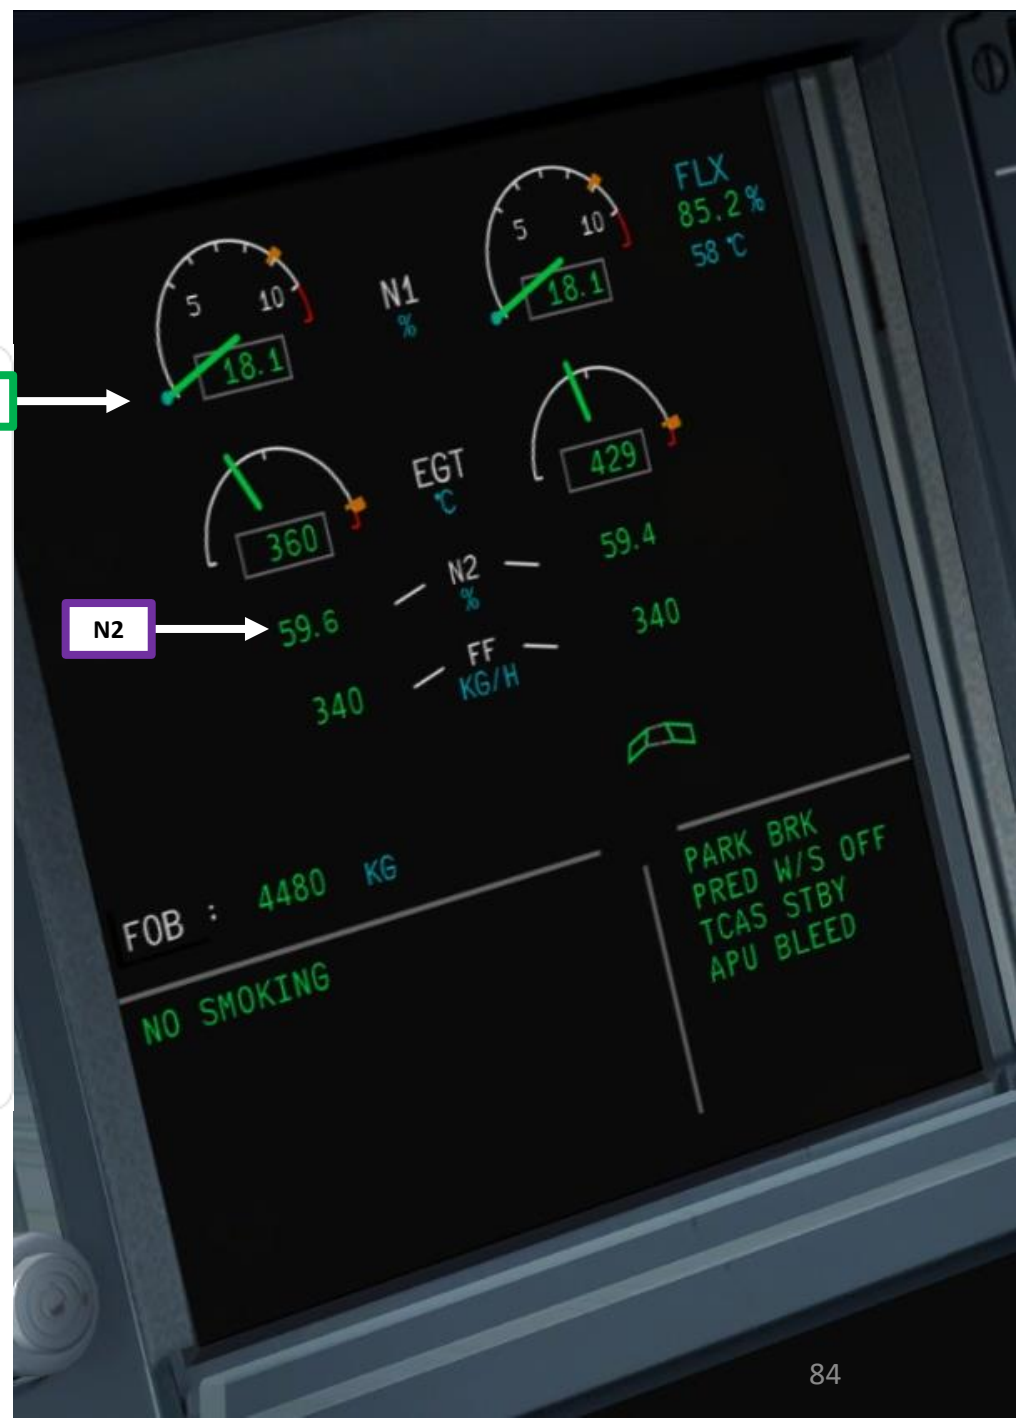 FLX
85.2%
58 °C
5 10
N1
%
5 10
18.1
18.1
EGT
°C
360
429
N2
59.6
N2
%
59.4
340
FF
KG/H
340
FOB : 4480 KG
NO SMOKING
PARK BRK
PRED W/S OFF
TCAS STBY
APU BLEED
84